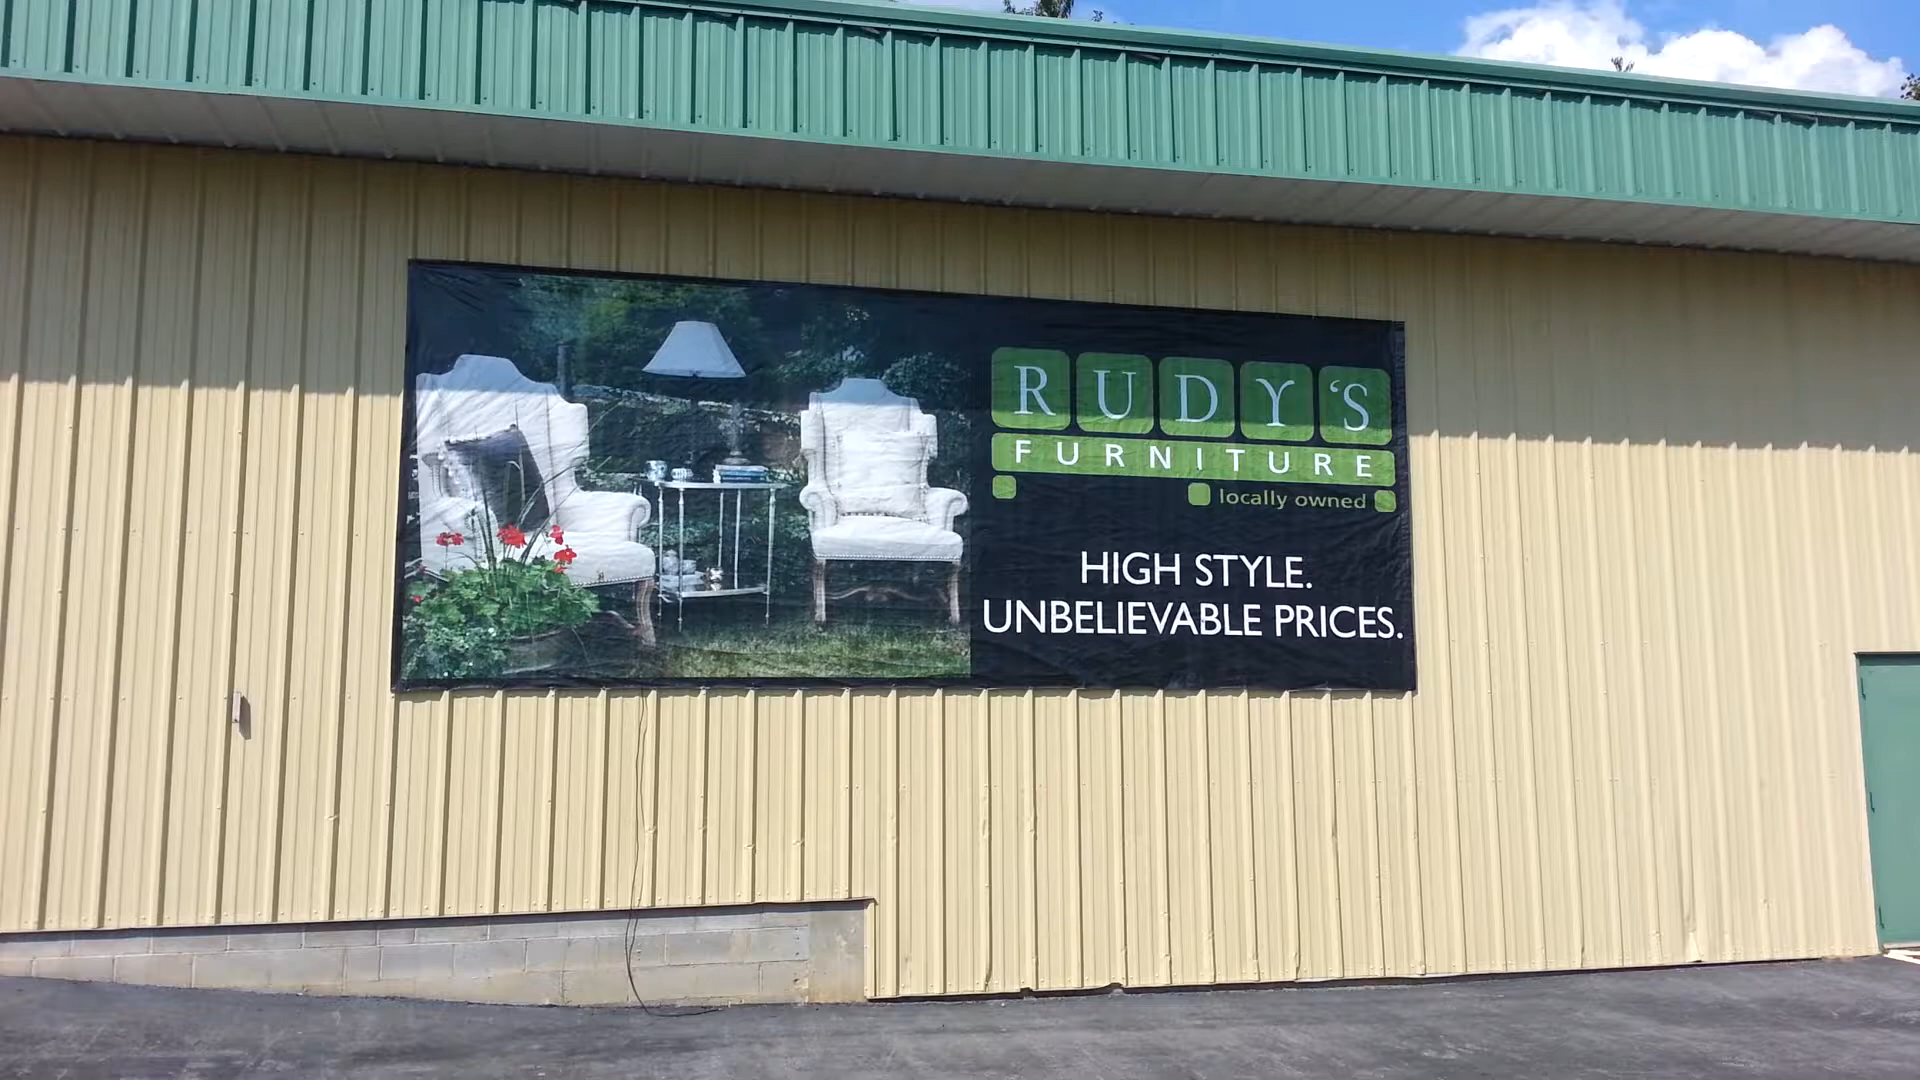 RUDY‘S
FURNITURE
locally owned
HIGH STYLE.
UNBELIEVABLE PRICES.